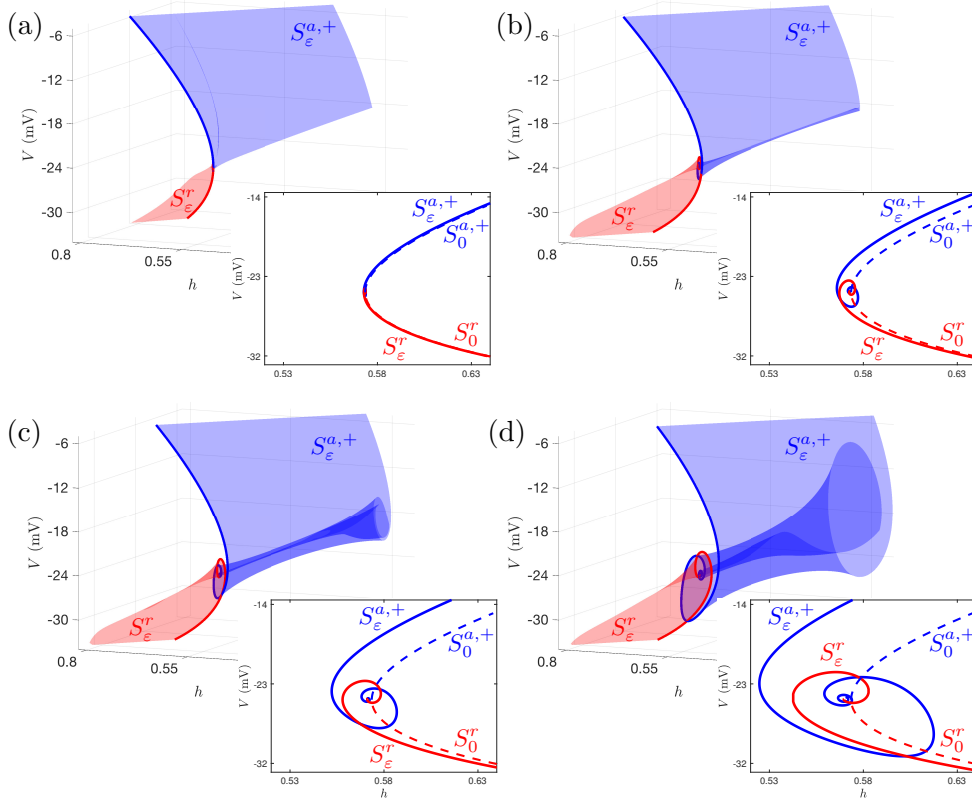 (a)
-6
-12
-18
-24
-30
V (mV)
0.8
0.55
h
S_ε^{a,+}
S_ε^r
-14
-23
-32
V (mV)
0.53
0.58
0.63
S_ε^{a,+}
S_0^{a,+}
S_ε^r
S_0^r
(b)
-6
-12
-18
-24
-30
V (mV)
0.8
0.55
h
S_ε^{a,+}
S_ε^r
-14
-23
-32
V (mV)
0.53
0.58
0.63
S_ε^{a,+}
S_0^{a,+}
S_ε^r
S_0^r
(c)
-6
-12
-18
-24
-30
V (mV)
0.8
0.55
h
S_ε^{a,+}
S_ε^r
-14
-23
-32
V (mV)
0.53
0.58
0.63
h
S_ε^{a,+}
S_0^{a,+}
S_ε^r
S_0^r
(d)
-6
-12
-18
-24
-30
V (mV)
0.8
0.55
h
S_ε^{a,+}
S_ε^r
-14
-23
-32
V (mV)
0.53
0.58
0.63
h
S_ε^{a,+}
S_0^{a,+}
S_ε^r
S_0^r